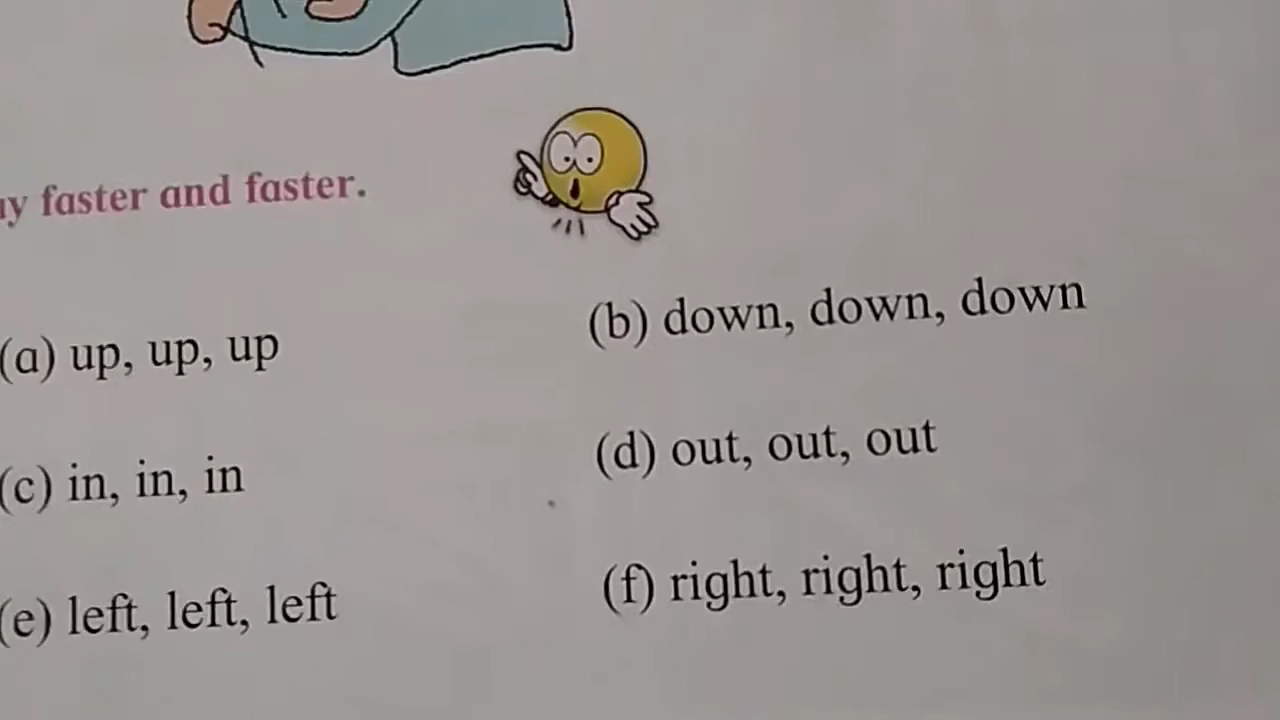 faster and faster.
(a) up, up, up (b) down, down, down
(c) in, in, in (d) out, out, out
(e) left, left, left (f) right, right, right